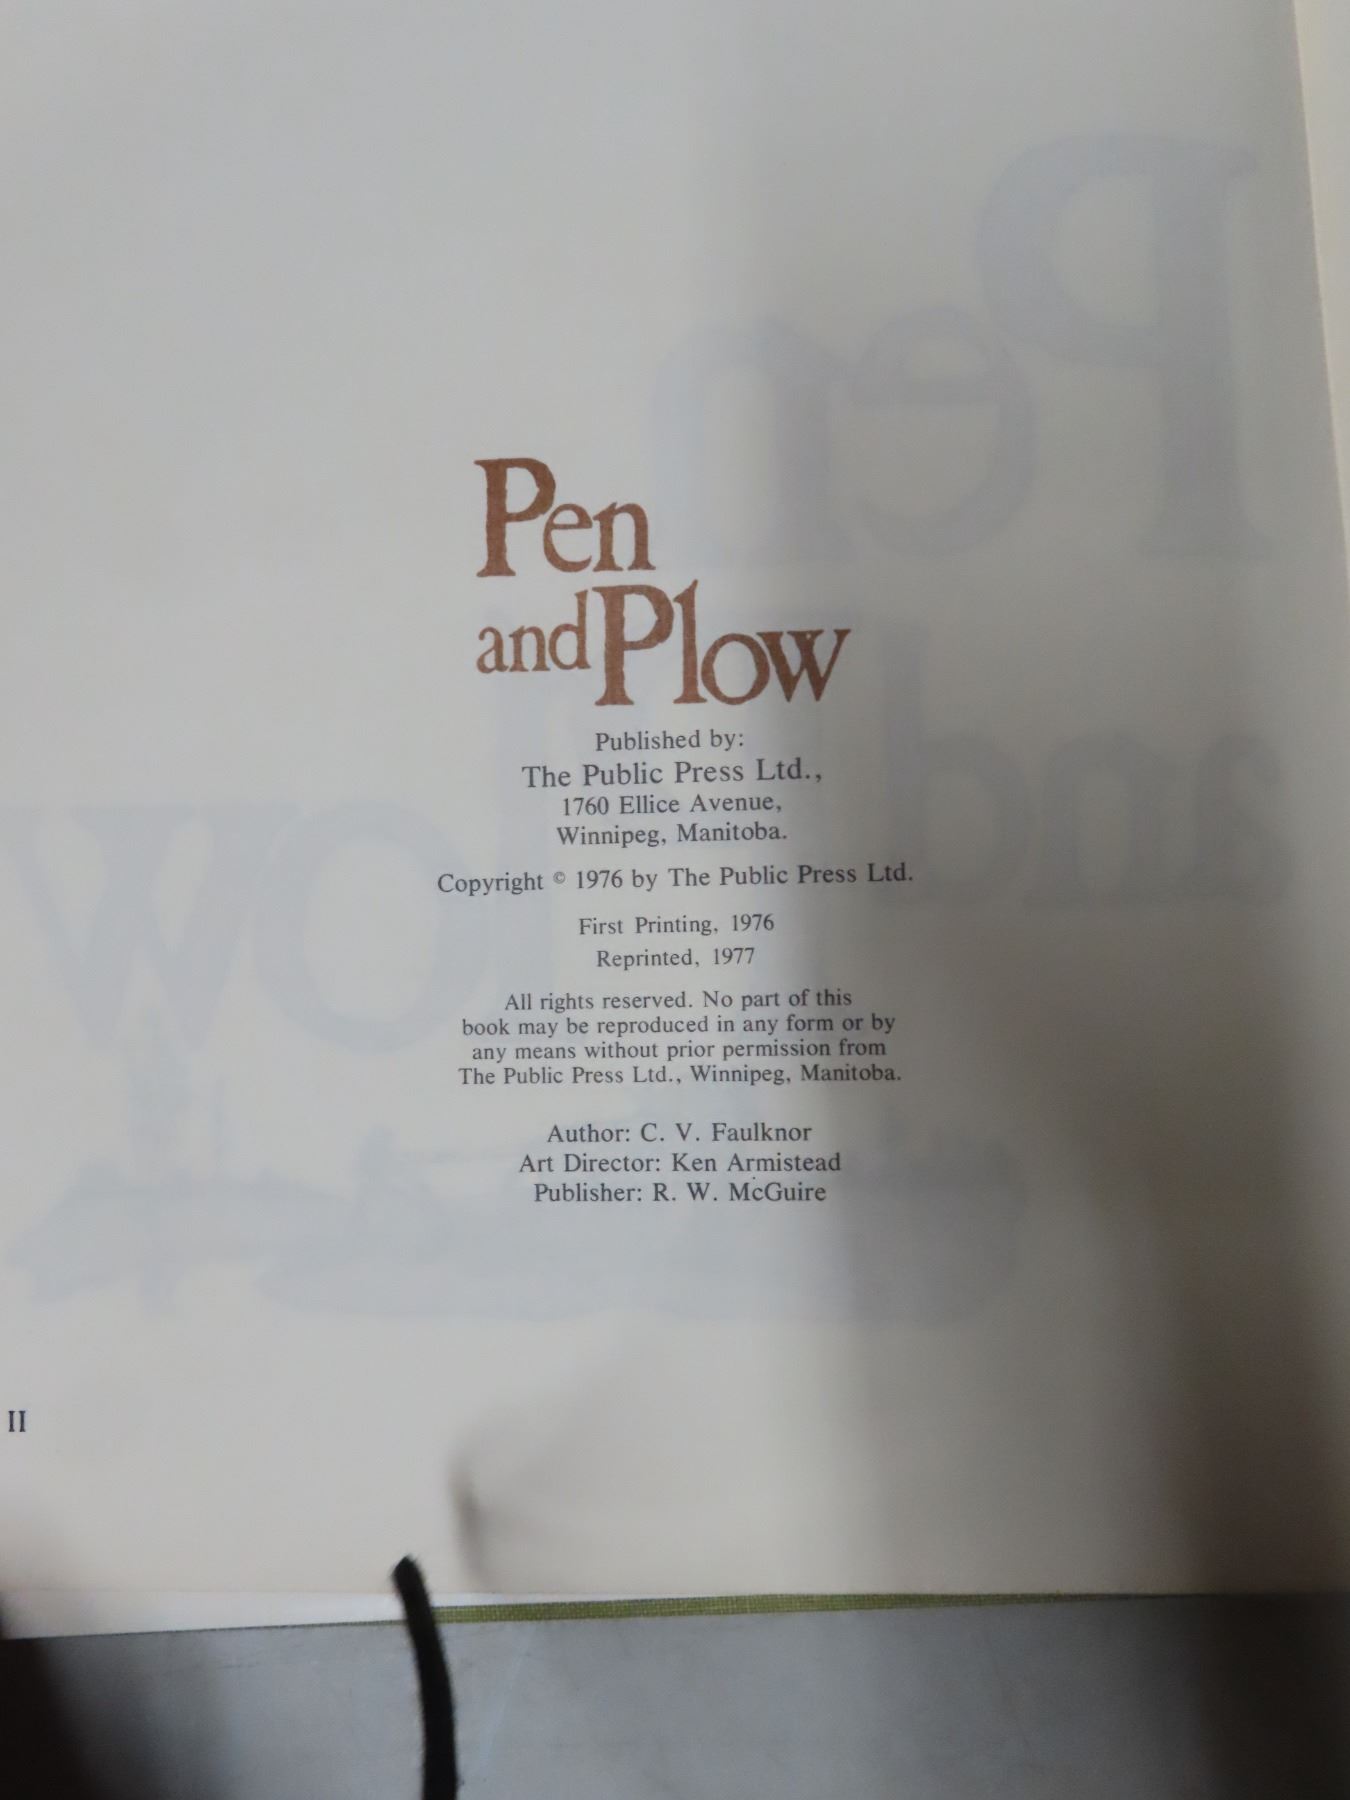 Pen
and Plow
Published by:
The Public Press Ltd.,
1760 Ellice Avenue,
Winnipeg, Manitoba.
Copyright © 1976 by The Public Press Ltd.
First Printing, 1976
Reprinted, 1977
All rights reserved. No part of this
book may be reproduced in any form or by
any means without prior permission from
The Public Press Ltd., Winnipeg, Manitoba.
Author: C. V. Faulknor
Art Director: Ken Armistead
Publisher: R. W. McGuire
II